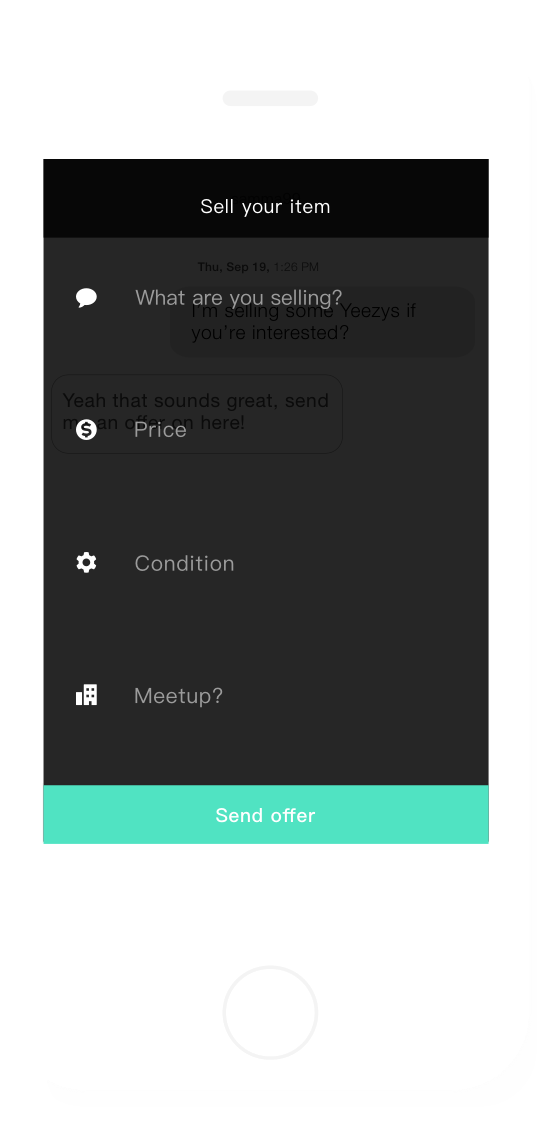 Sell your item
Thu, Sep 19, 1:26 PM
What are you selling?
I'm selling some Yeezys if
you're interested?
Yeah that sounds great, send
an offer on here!
Price
Condition
Meetup?
Send offer